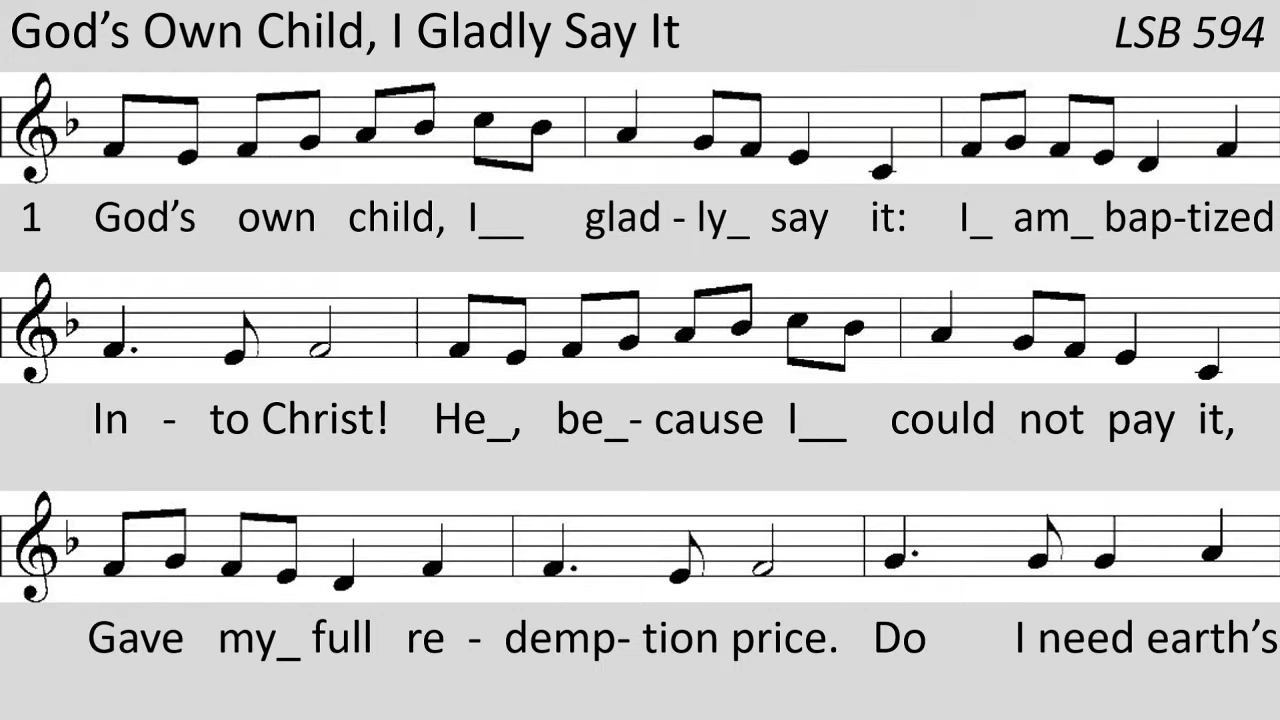 God’s Own Child, I Gladly Say It LSB 594
1 God’s own child, I__ glad - ly_ say it: I_ am_ bap-tized
In - to Christ! He_, be_- cause I__ could not pay it,
Gave my_ full re - demp- tion price. Do I need earth’s